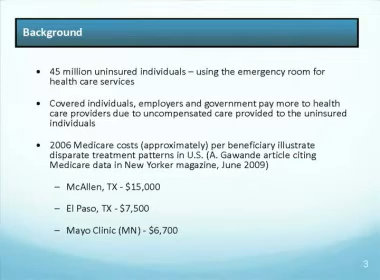 Background
• 45 million uninsured individuals – using the emergency room for
health care services
• Covered individuals, employers and government pay more to health
care providers due to uncompensated care provided to the uninsured
individuals
• 2006 Medicare costs (approximately) per beneficiary illustrate
disparate treatment patterns in U.S. (A. Gawande article citing
Medicare data in New Yorker magazine, June 2009)
– McAllen, TX - $15,000
– El Paso, TX - $7,500
– Mayo Clinic (MN) - $6,700
3